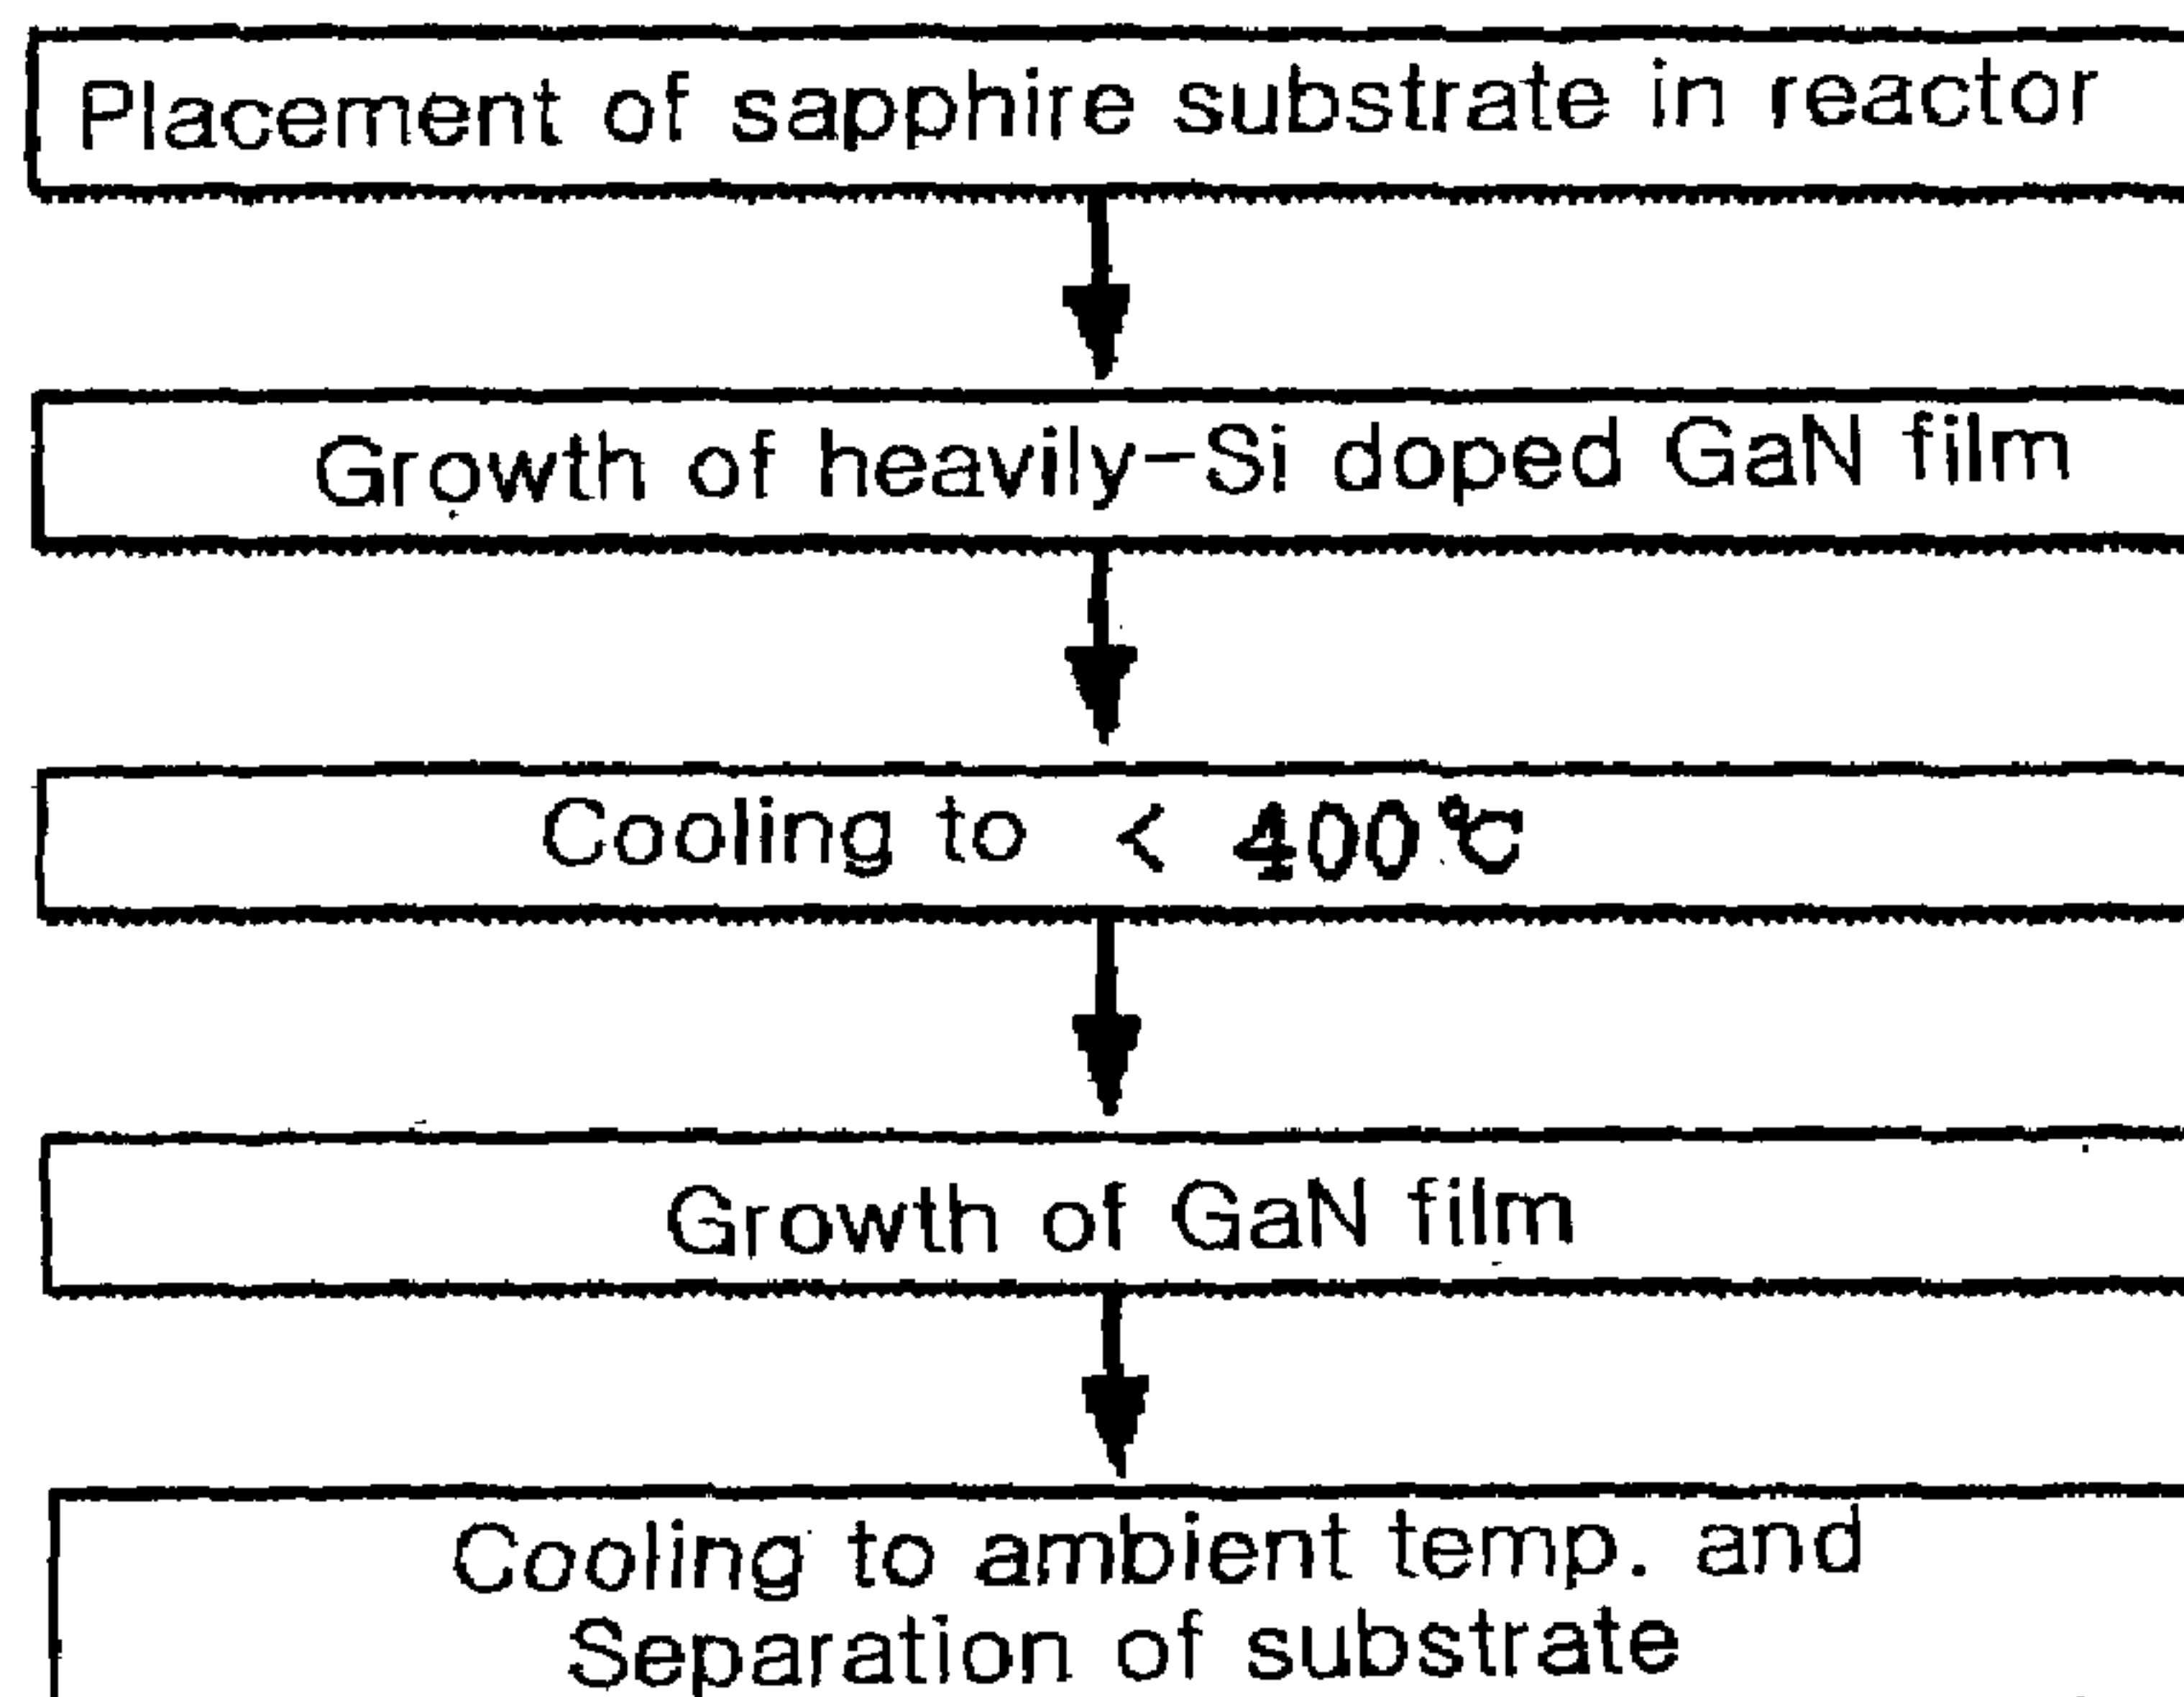 Placement of sapphire substrate in reactor
Growth of heavily-Si doped GaN film
Cooling to < 400℃
Growth of GaN film
Cooling to ambient temp. and
Separation of substrate